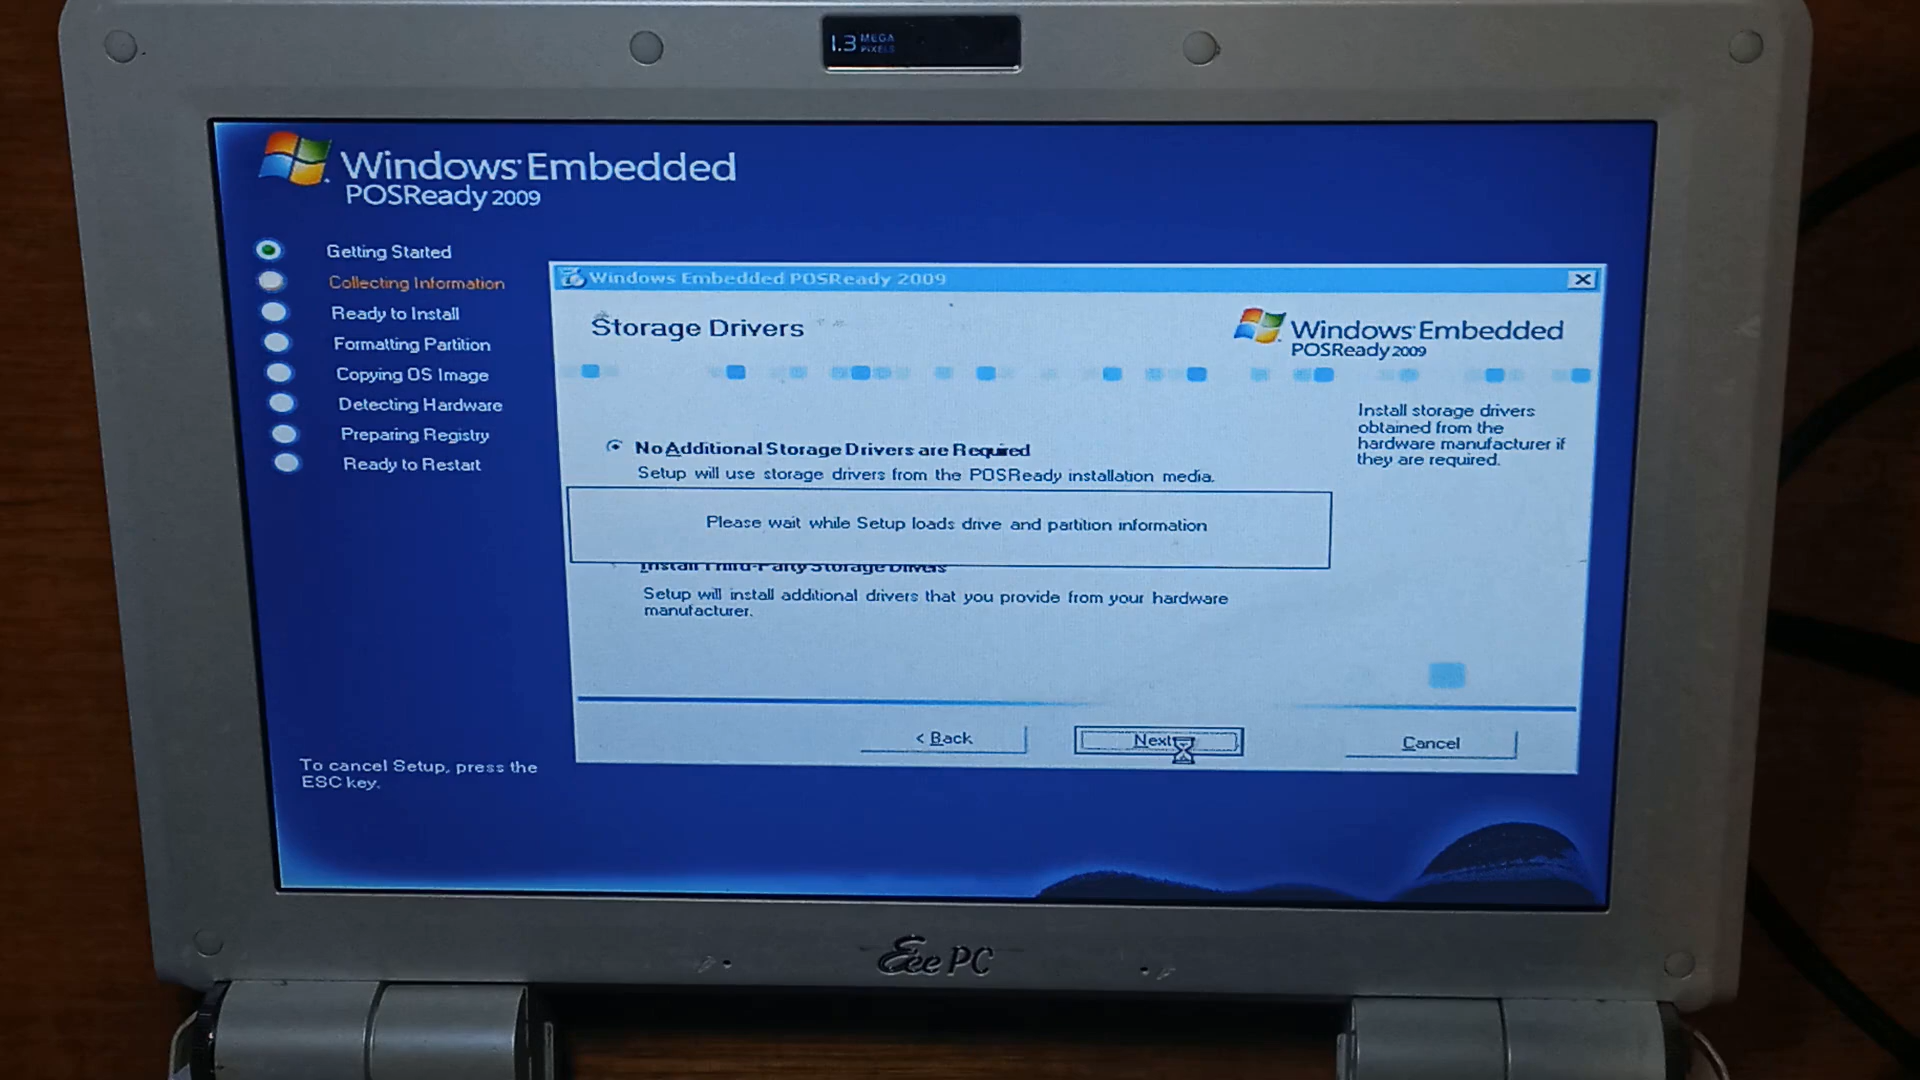 1.3 MEGA PIXELS
Windows Embedded
POSReady 2009
Getting Started
Collecting Information
Ready to Install
Formatting Partition
Copying OS Image
Detecting Hardware
Preparing Registry
Ready to Restart
To cancel Setup, press the
ESC key.
Windows Embedded POSReady 2009
Storage Drivers
Windows Embedded
POSReady 2009
Install storage drivers
obtained from the
hardware manufacturer if
they are required.
No Additional Storage Drivers are Required
Setup will use storage drivers from the POSReady installation media.
Please wait while Setup loads drive and partition information
Install Third-Party Storage Drivers
Setup will install additional drivers that you provide from your hardware
manufacturer.
< Back
Next
Cancel
Eee PC